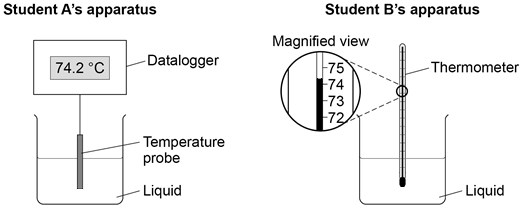 Student A's apparatus
74.2 °C
Datalogger
Temperature
probe
Liquid
Student B's apparatus
Magnified view
75
74
73
72
Thermometer
Liquid